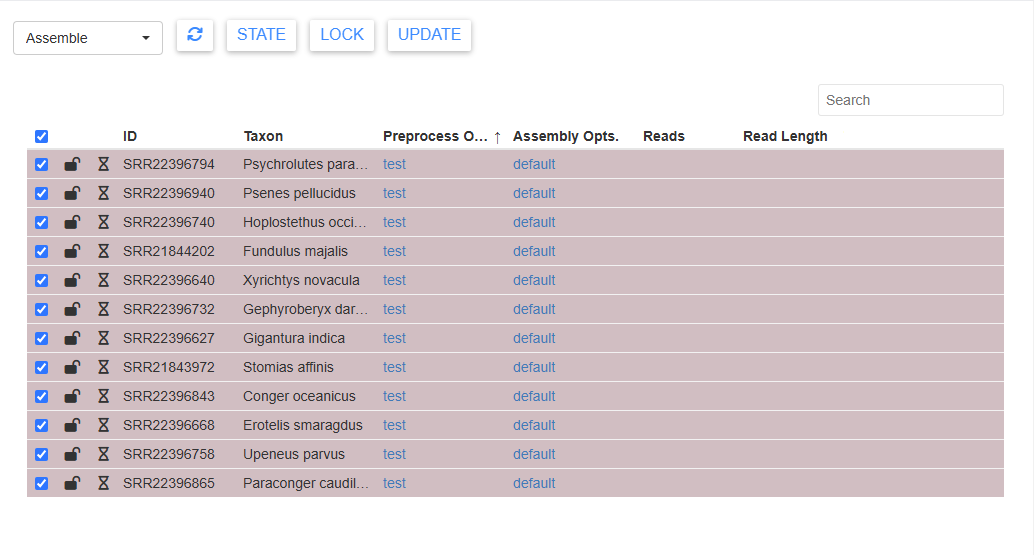 Assemble STATE LOCK UPDATE
Search
ID Taxon Preprocess O... ↑ Assembly Opts. Reads Read Length
SRR22396794 Psychrolutes para... test default
SRR22396940 Psenes pellucidus test default
SRR22396740 Hoplostethus occi... test default
SRR21844202 Fundulus majalis test default
SRR22396640 Xyrichtys novacula test default
SRR22396732 Gephyroberyx dar... test default
SRR22396627 Gigantura indica test default
SRR21843972 Stomias affinis test default
SRR22396843 Conger oceanicus test default
SRR22396668 Erotelis smaragdus test default
SRR22396758 Upeneus parvus test default
SRR22396865 Paraconger caudil... test default